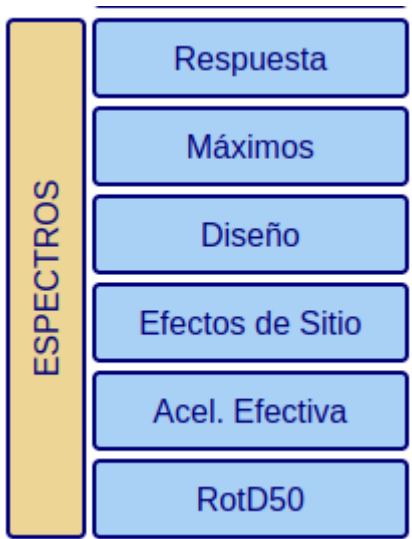 ESPECTROS
Respuesta
Máximos
Diseño
Efectos de Sitio
Acel. Efectiva
RotD50